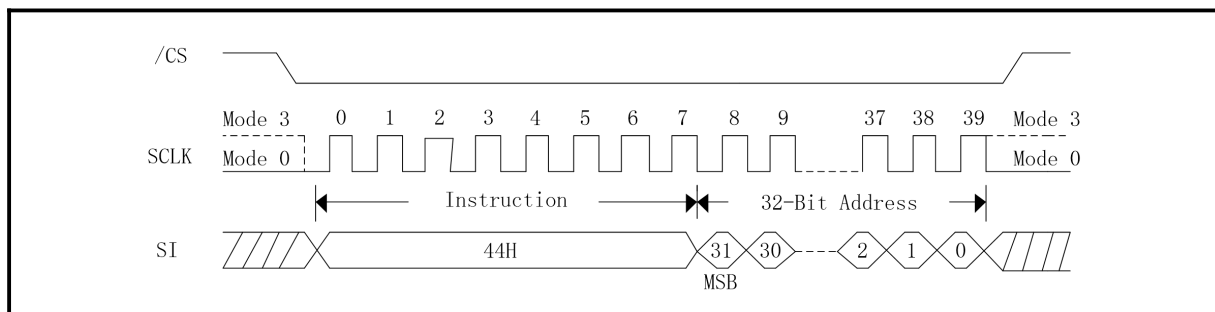 /CS
Mode 3 0 1 2 3 4 5 6 7 8 9 37 38 39 Mode 3
SCLK Mode 0 Mode 0
Instruction 32-Bit Address
SI 44H 31 30 2 1 0
MSB